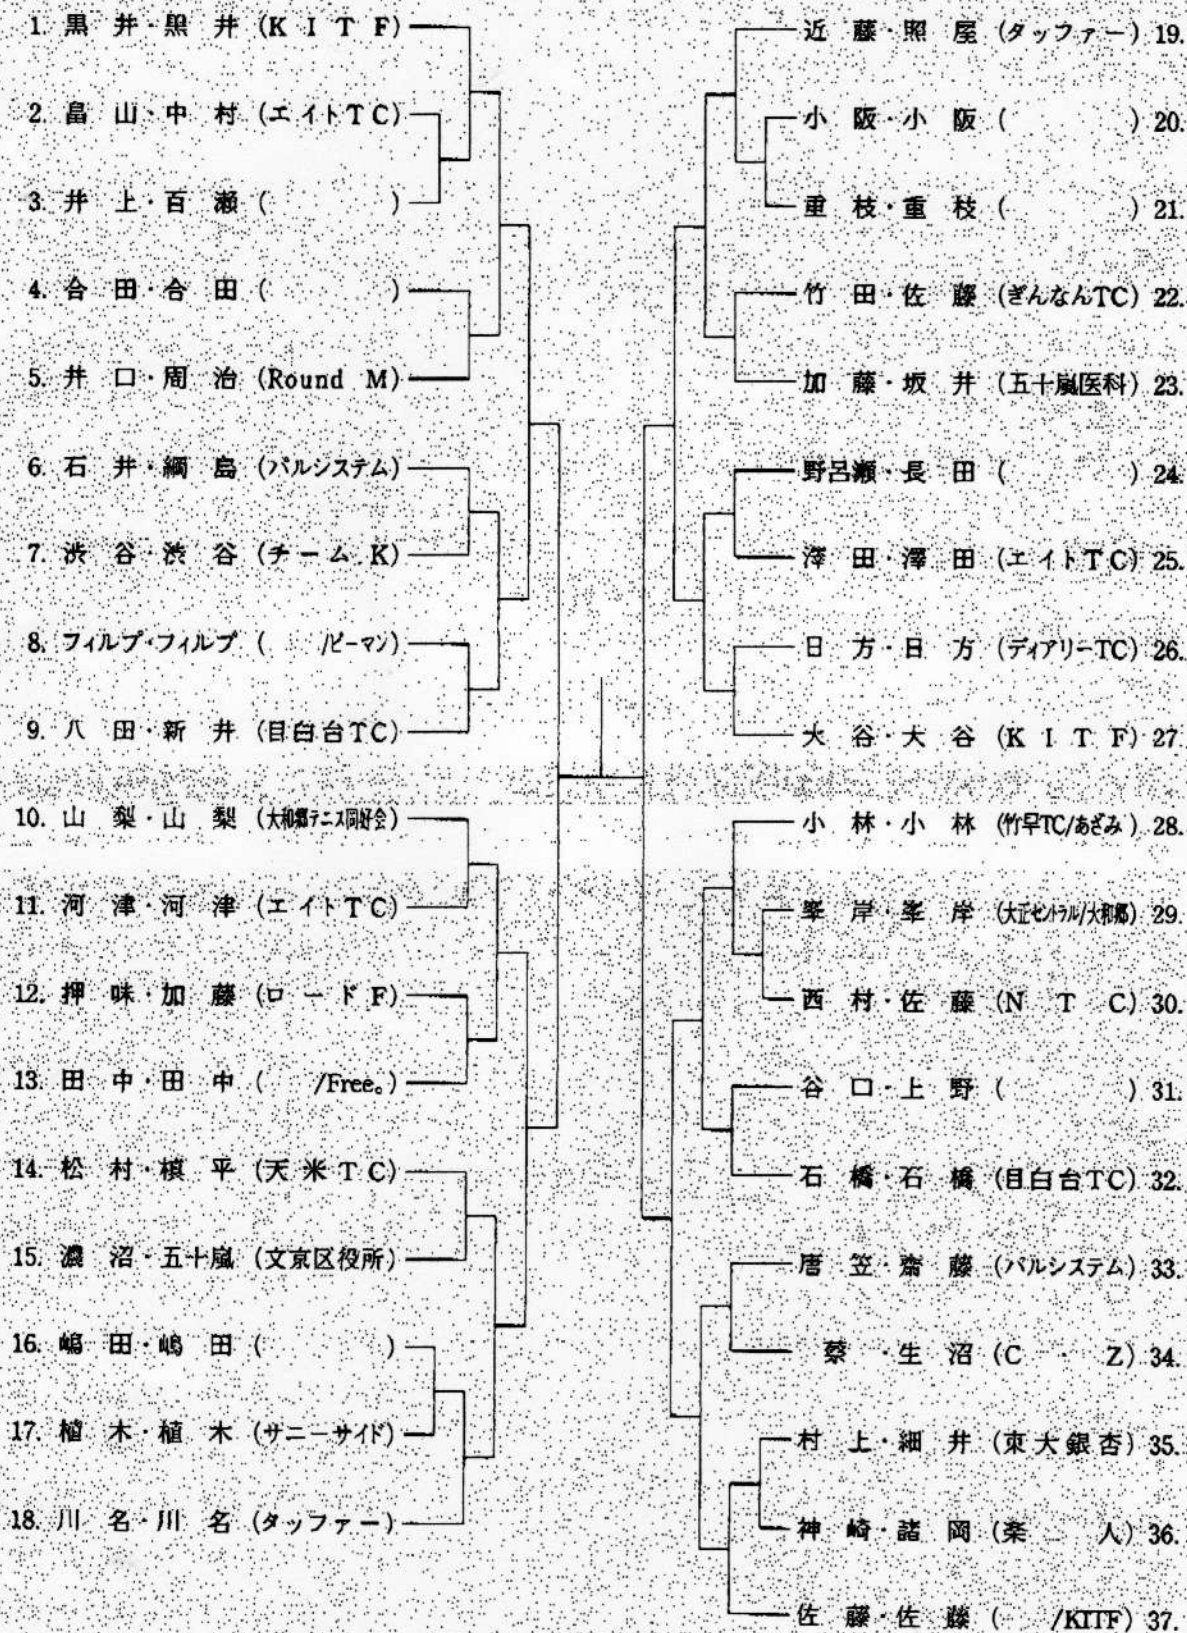 1. 黒井・黒井 (KITF)
2. 畠山・中村 (エイトTC)
3. 井上・百瀬 ( )
4. 合田・合田 ( )
5. 井口・周治 (Round M)
6. 石井・綱島 (パルシステム)
7. 渋谷・渋谷 (チームK)
8. フィルプ・フィルプ ( /ピーマン)
9. 八田・新井 (目白台TC)
10. 山梨・山梨 (大和郷テニス同好会)
11. 河津・河津 (エイトTC)
12. 押味・加藤 (ロードF)
13. 田中・田中 ( /Free。)
14. 松村・槙平 (天米TC)
15. 濃沼・五十嵐 (文京区役所)
16. 嶋田・嶋田 ( )
17. 植木・植木 (サニーサイド)
18. 川名・川名 (タッファー)
近藤・照屋 (タッファー) 19.
小阪・小阪 ( ) 20.
重枝・重枝 ( ) 21.
竹田・佐藤 (ぎんなんTC) 22.
加藤・坂井 (五十嵐医科) 23.
野呂瀬・長田 ( ) 24.
澤田・澤田 (エイトTC) 25.
日方・日方 (ディアリーTC) 26.
大谷・大谷 (KITF) 27.
小林・小林 (竹早TC/あざみ) 28.
峯岸・峯岸 (大正セントラル/大和郷) 29.
西村・佐藤 (NTC) 30.
谷口・上野 ( ) 31.
石橋・石橋 (目白台TC) 32.
唐笠・齋藤 (パルシステム) 33.
蔡・生沼 (C・Z) 34.
村上・細井 (東大銀杏) 35.
神崎・諸岡 (楽人) 36.
佐藤・佐藤 ( /KITF) 37.